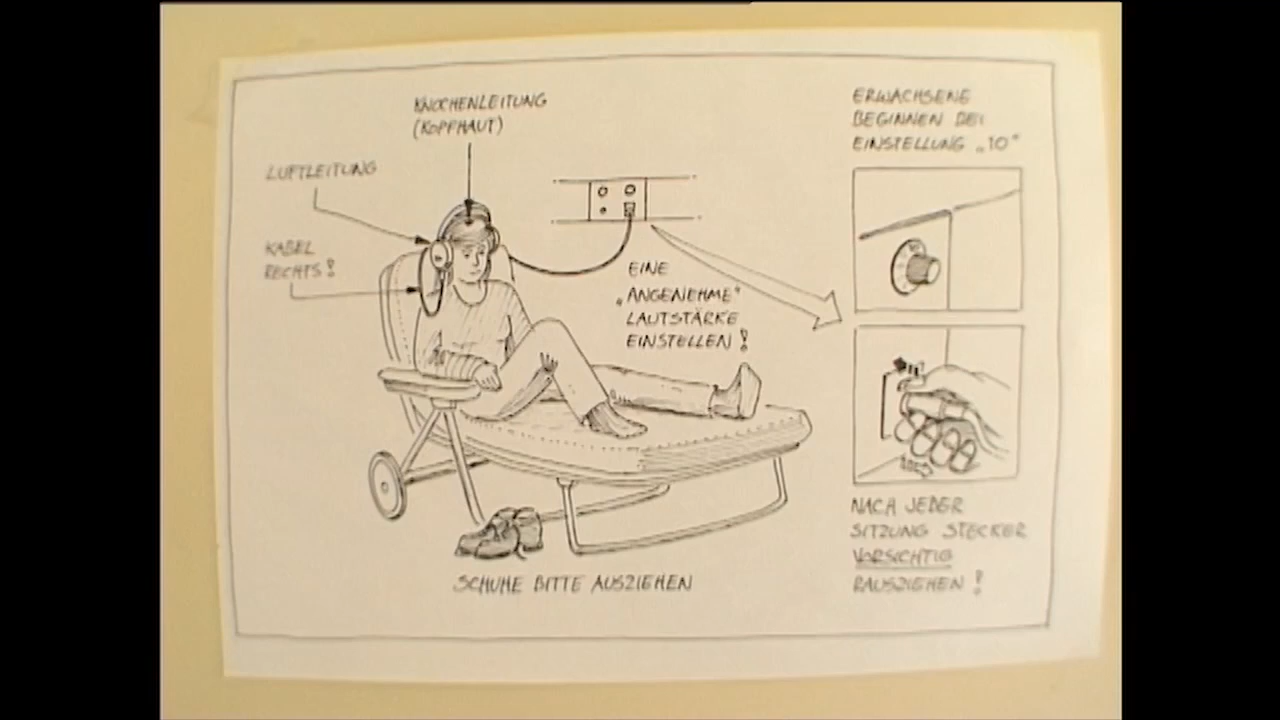 KNOCHENLEITUNG
(KOPFHAUT)
LUFTLEITUNG
KABEL
RECHTS!
EINE
„ANGENEHME"
LAUTSTÄRKE
EINSTELLEN!
SCHUHE BITTE AUSZIEHEN
ERWACHSENE
BEGINNEN BEI
EINSTELLUNG „10"
NACH JEDER
SITZUNG STECKER
VORSICHTIG
RAUSZIEHEN!